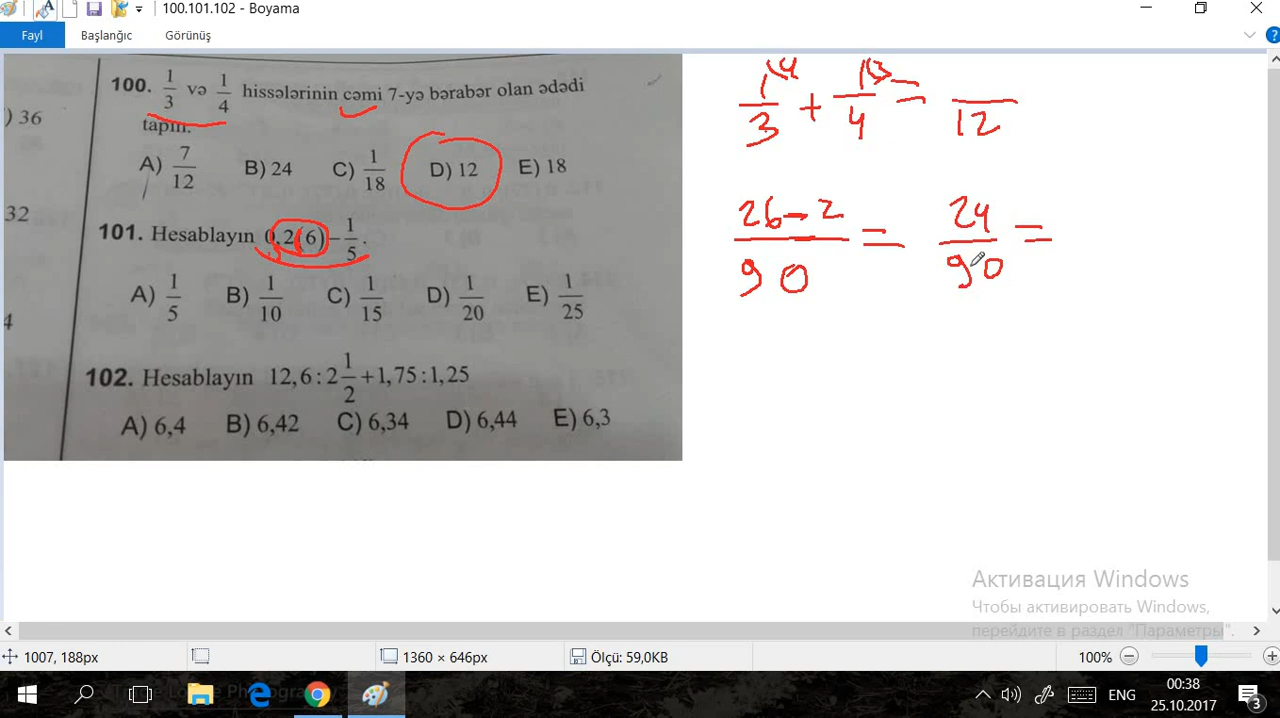 100.101.102 - Boyama
Fayl Başlanğıc Görünüş
) 36
32
4
100. 1/3 və 1/4 hissələrinin cəmi 7-yə bərabər olan ədədi
tapın.
A) 7/12 B) 24 C) 1/18 D) 12 E) 18
101. Hesablayın 0,2(6) − 1/5.
A) 1/5 B) 1/10 C) 1/15 D) 1/20 E) 1/25
102. Hesablayın 12,6 : 2 1/2 + 1,75 : 1,25
A) 6,4 B) 6,42 C) 6,34 D) 6,44 E) 6,3
1/3 + 1/4 = /12
26-2/90 = 24/90 =
Активация Windows
Чтобы активировать Windows,
перейдите в раздел "Параметры".
1007, 188px 1360 × 646px Ölçü: 59,0KB 100%
ENG 00:38
25.10.2017
3